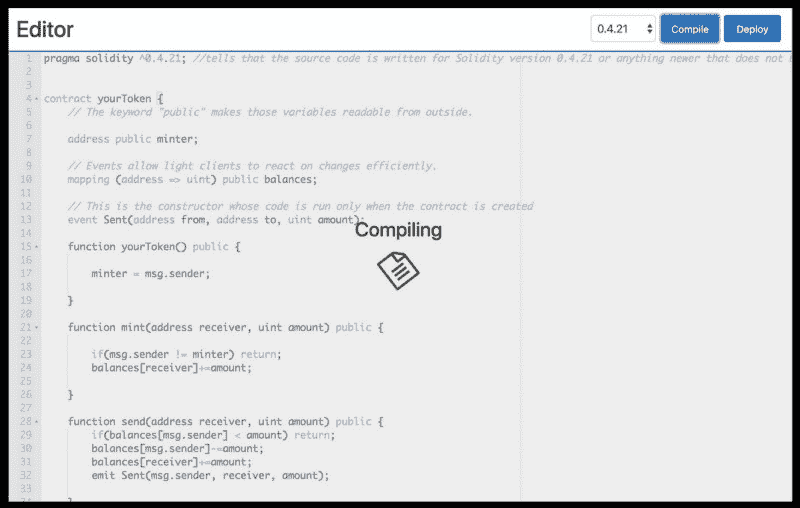 Editor
0.4.21 Compile Deploy
1 pragma solidity ^0.4.21; //tells that the source code is written for Solidity version 0.4.21 or anything newer that does not
2
3
4 contract yourToken {
5 // The keyword "public" makes those variables readable from outside.
6
7 address public minter;
8
9 // Events allow light clients to react on changes efficiently.
10 mapping (address => uint) public balances;
11
12 // This is the constructor whose code is run only when the contract is created
13 event Sent(address from, address to, uint amount);
Compiling
14
15 function yourToken() public {
16
17 minter = msg.sender;
18
19 }
20
21 function mint(address receiver, uint amount) public {
22
23 if(msg.sender != minter) return;
24 balances[receiver]+=amount;
25
26 }
27
28 function send(address receiver, uint amount) public {
29 if(balances[msg.sender] < amount) return;
30 balances[msg.sender]-=amount;
31 balances[receiver]+=amount;
32 emit Sent(msg.sender, receiver, amount);
33
34 }